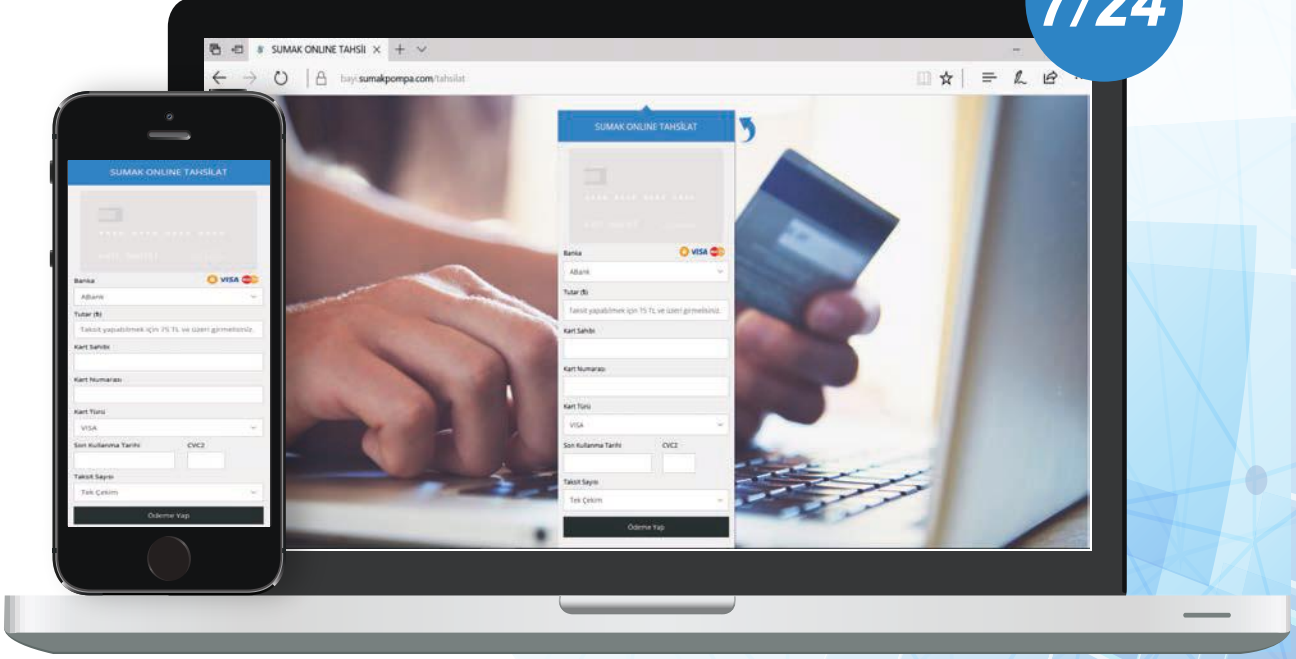 7/24
SUMAK ONLINE TAHSİL
bayi.sumakpompa.com/tahsilat
SUMAK ONLINE TAHSİLAT
Banka
VISA
ABank
Tutar (₺)
Taksit yapabilmek için 75 TL ve üzeri girmelisiniz.
Kart Sahibi
Kart Numarası
Kart Türü
VISA
Son Kullanma Tarihi CVC2
Taksit Sayısı
Tek Çekim
Ödeme Yap
SUMAK ONLINE TAHSİLAT
Banka
VISA
ABank
Tutar (₺)
Taksit yapabilmek için 75 TL ve üzeri girmelisiniz.
Kart Sahibi
Kart Numarası
Kart Türü
VISA
Son Kullanma Tarihi CVC2
Taksit Sayısı
Tek Çekim
Ödeme Yap